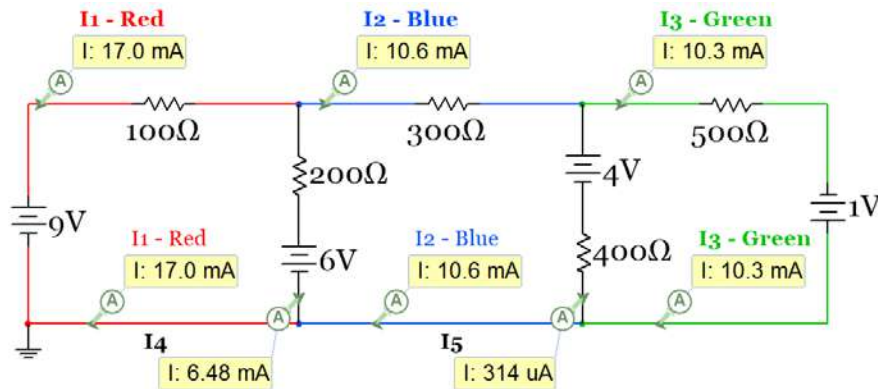 I1 - Red I2 - Blue I3 - Green
I: 17.0 mA I: 10.6 mA I: 10.3 mA
A A A
100Ω 300Ω 500Ω
200Ω 4V
9V 1V
I1 - Red I2 - Blue I3 - Green
6V 400Ω
I: 17.0 mA I: 10.6 mA I: 10.3 mA
A A A A A
I4 I5
I: 6.48 mA I: 314 uA